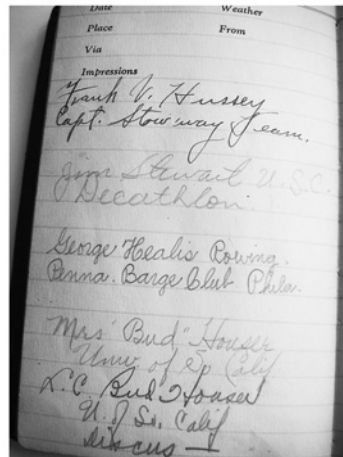 Date Weather
Place From
Via
Impressions
Frank V. Hussey
Capt. Stowaway Team.
Jim Stewart U.S.C.
Decathlon.
George Healis Rowing.
Penna. Barge Club Phila.
Mrs "Bud" Houser
Univ of So Calif
L.C. Bud Houser
U. of So. Calif
Discus —